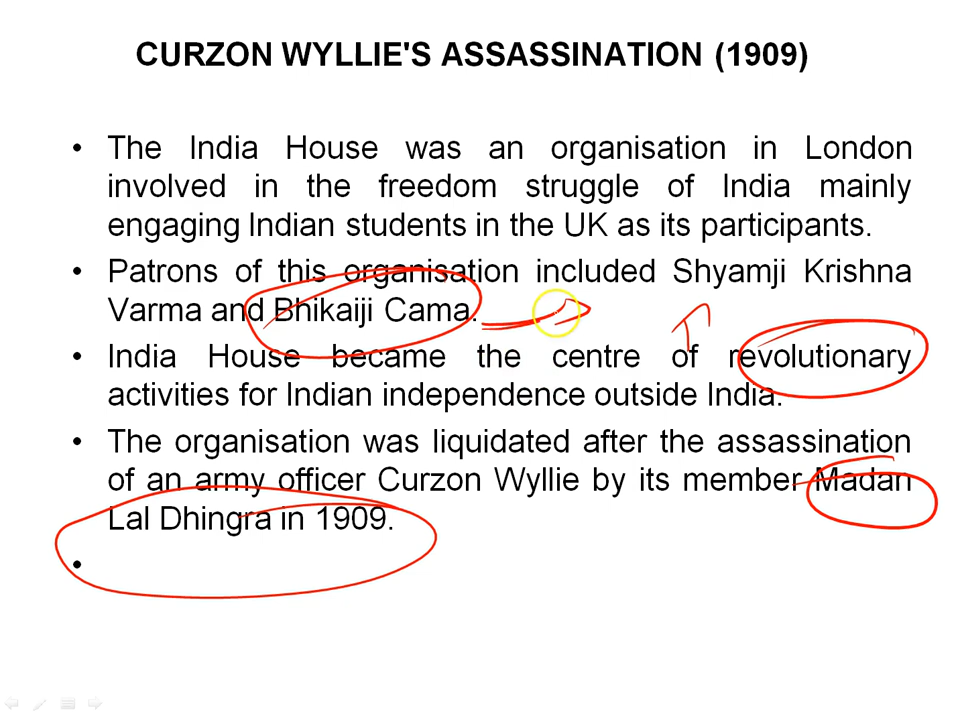 CURZON WYLLIE'S ASSASSINATION (1909)
• The India House was an organisation in London
involved in the freedom struggle of India mainly
engaging Indian students in the UK as its participants.
• Patrons of this organisation included Shyamji Krishna
Varma and Bhikaiji Cama.
• India House became the centre of revolutionary
activities for Indian independence outside India.
• The organisation was liquidated after the assassination
of an army officer Curzon Wyllie by its member Madan
Lal Dhingra in 1909.
•